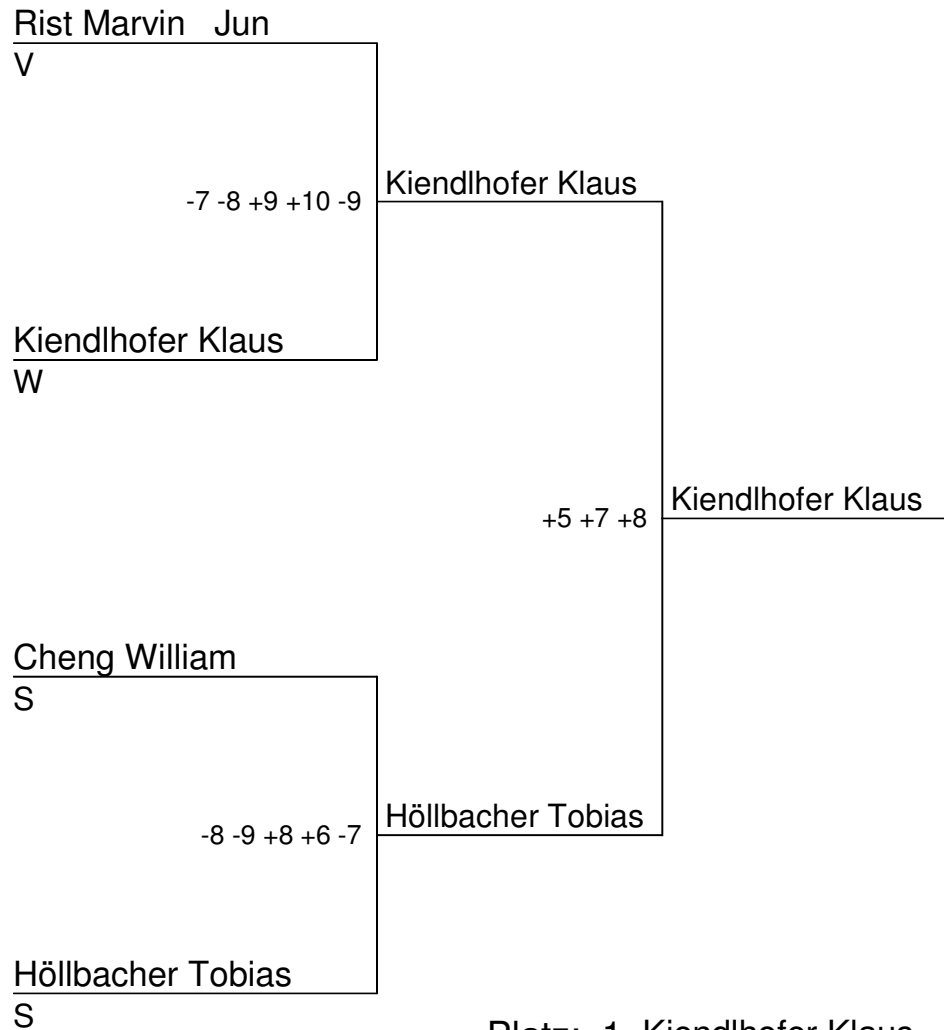 Rist Marvin   Jun
V
Kiendlhofer Klaus
-7 -8 +9 +10 -9
Kiendlhofer Klaus
W
Kiendlhofer Klaus
+5 +7 +8
Cheng William
S
Höllbacher Tobias
-8 -9 +8 +6 -7
Höllbacher Tobias
S
Platz:  1  Kiendlhofer Klaus